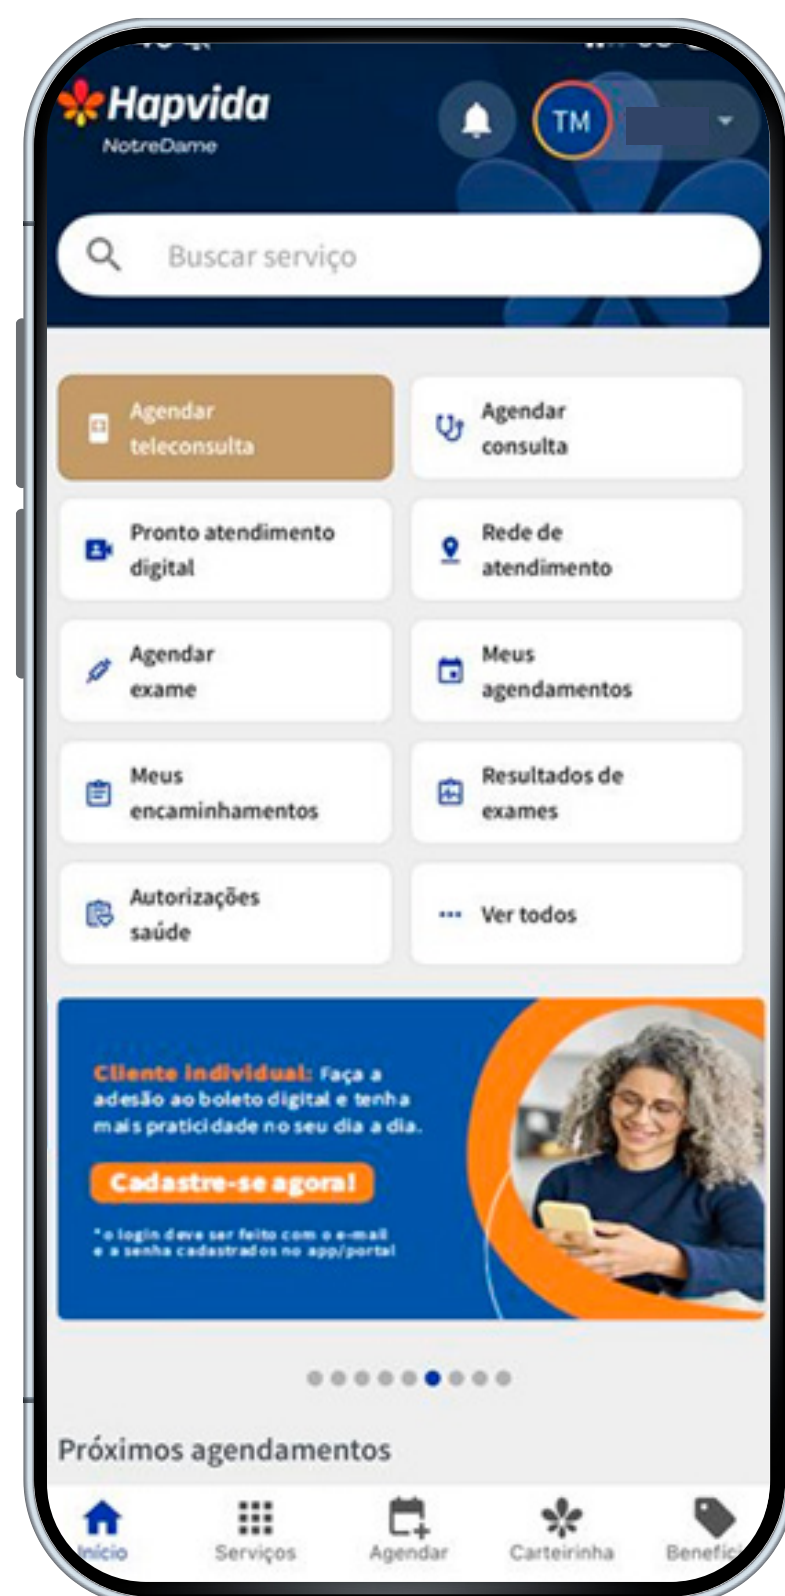 Hapvida
NotreDame
TM
Buscar serviço
Agendar
teleconsulta
Agendar
consulta
Pronto atendimento
digital
Rede de
atendimento
Agendar
exame
Meus
agendamentos
Meus
encaminhamentos
Resultados de
exames
Autorizações
saúde
Ver todos
Cliente individual: Faça a
adesão ao boleto digital e tenha
mais praticidade no seu dia a dia.
Cadastre-se agora!
*o login deve ser feito com o e-mail
e a senha cadastrados no app/portal
Próximos agendamentos
Início
Serviços
Agendar
Carteirinha
Benefíc